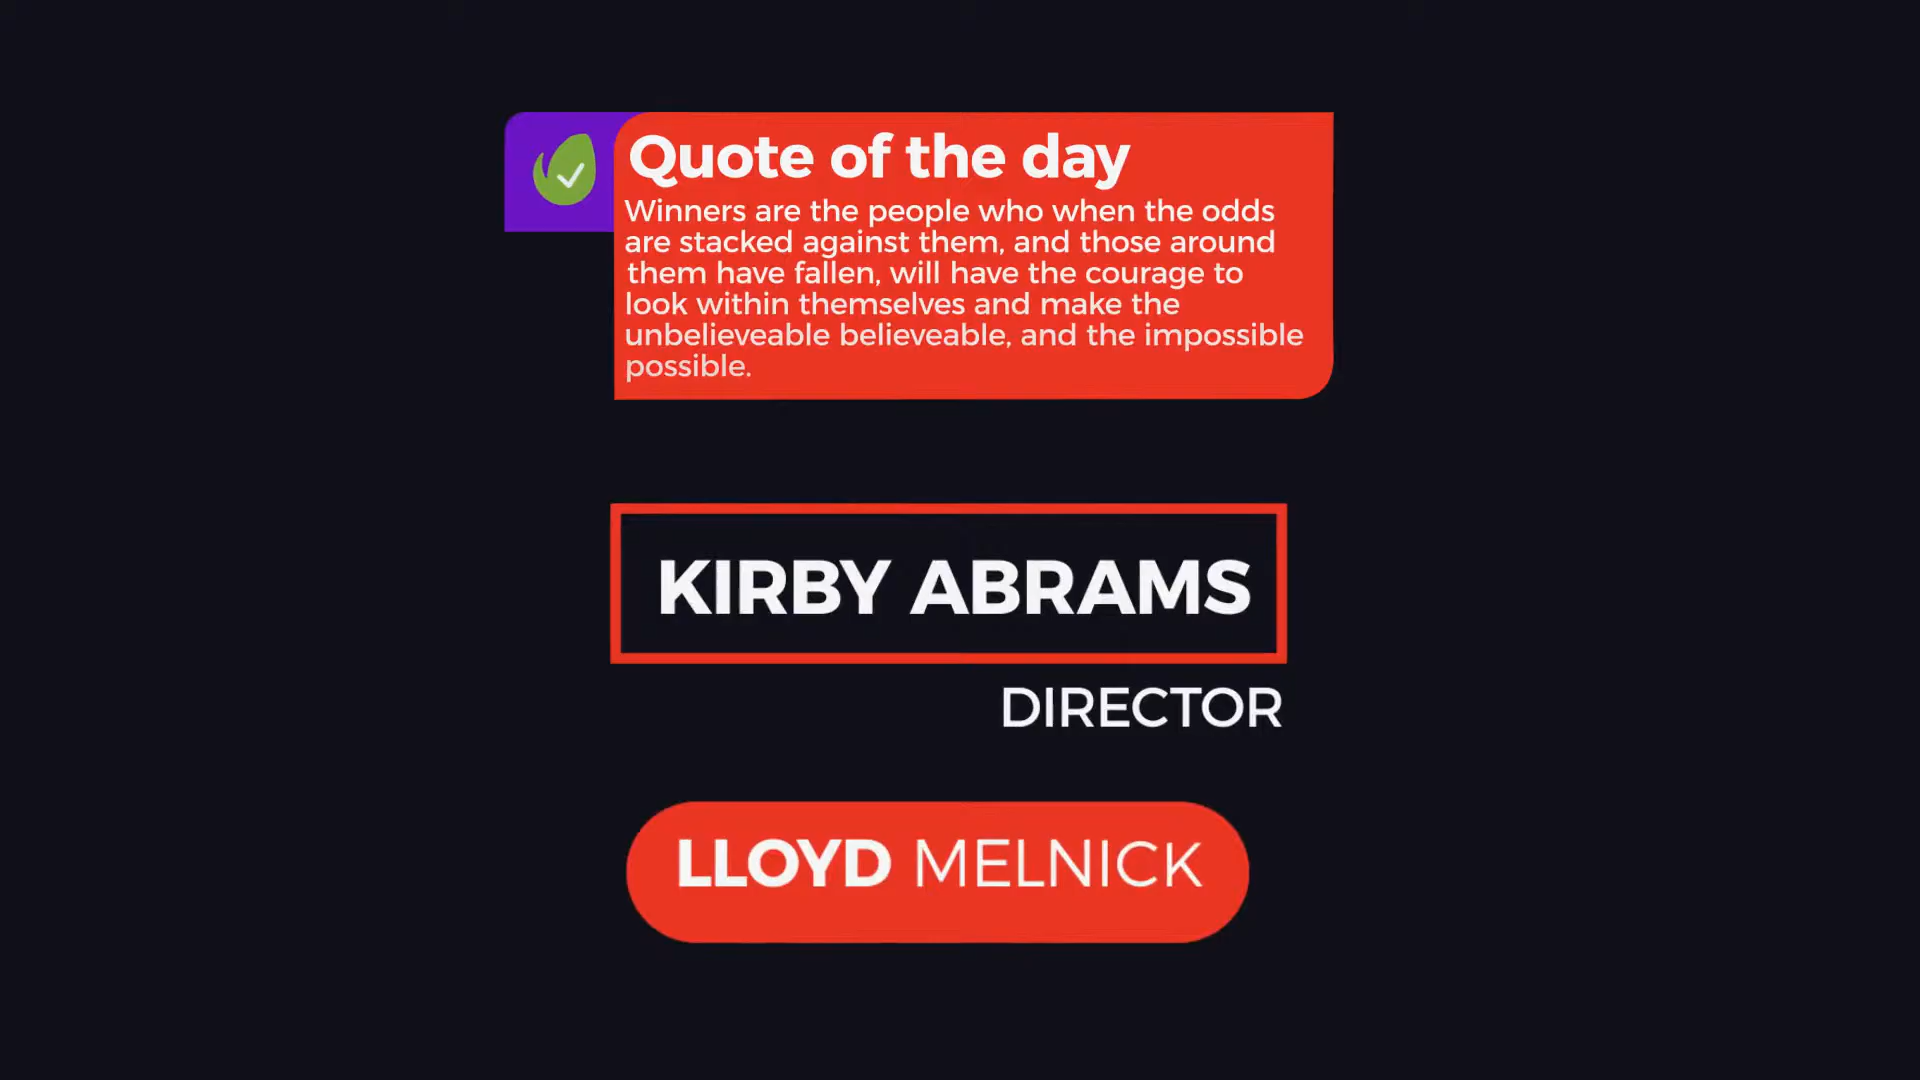 Quote of the day
Winners are the people who when the odds
are stacked against them, and those around
them have fallen, will have the courage to
look within themselves and make the
unbelieveable believeable, and the impossible
possible.
KIRBY ABRAMS
DIRECTOR
LLOYD MELNICK